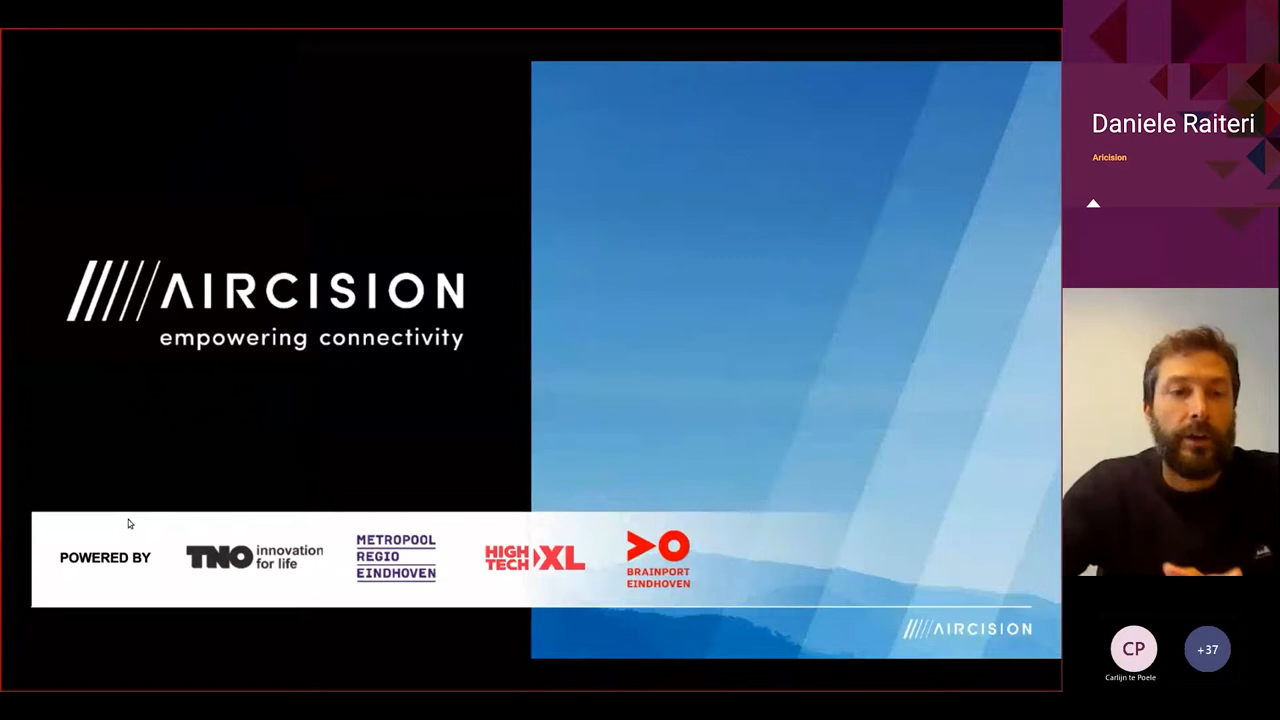 AIRCISION
empowering connectivity
POWERED BY
TNO innovation
for life
METROPOOL
REGIO
EINDHOVEN
HIGH
TECH XL
BRAINPORT
EINDHOVEN
AIRCISION
Daniele Raiteri
Aricision
CP
+37
Carlijn te Poele